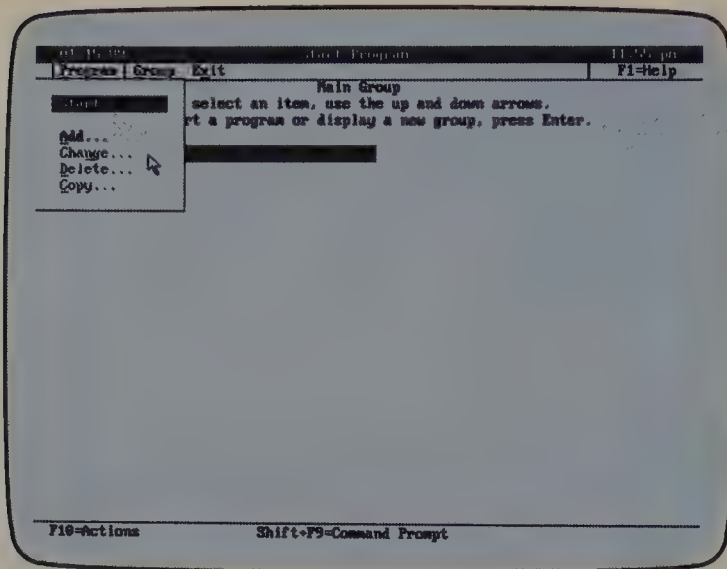 Start Program
Program Group Exit F1=Help
Main Group
select an item, use the up and down arrows.
rt a program or display a new group, press Enter.
Start
Add...
Change...
Delete...
Copy...
F10=Actions Shift+F9=Command Prompt